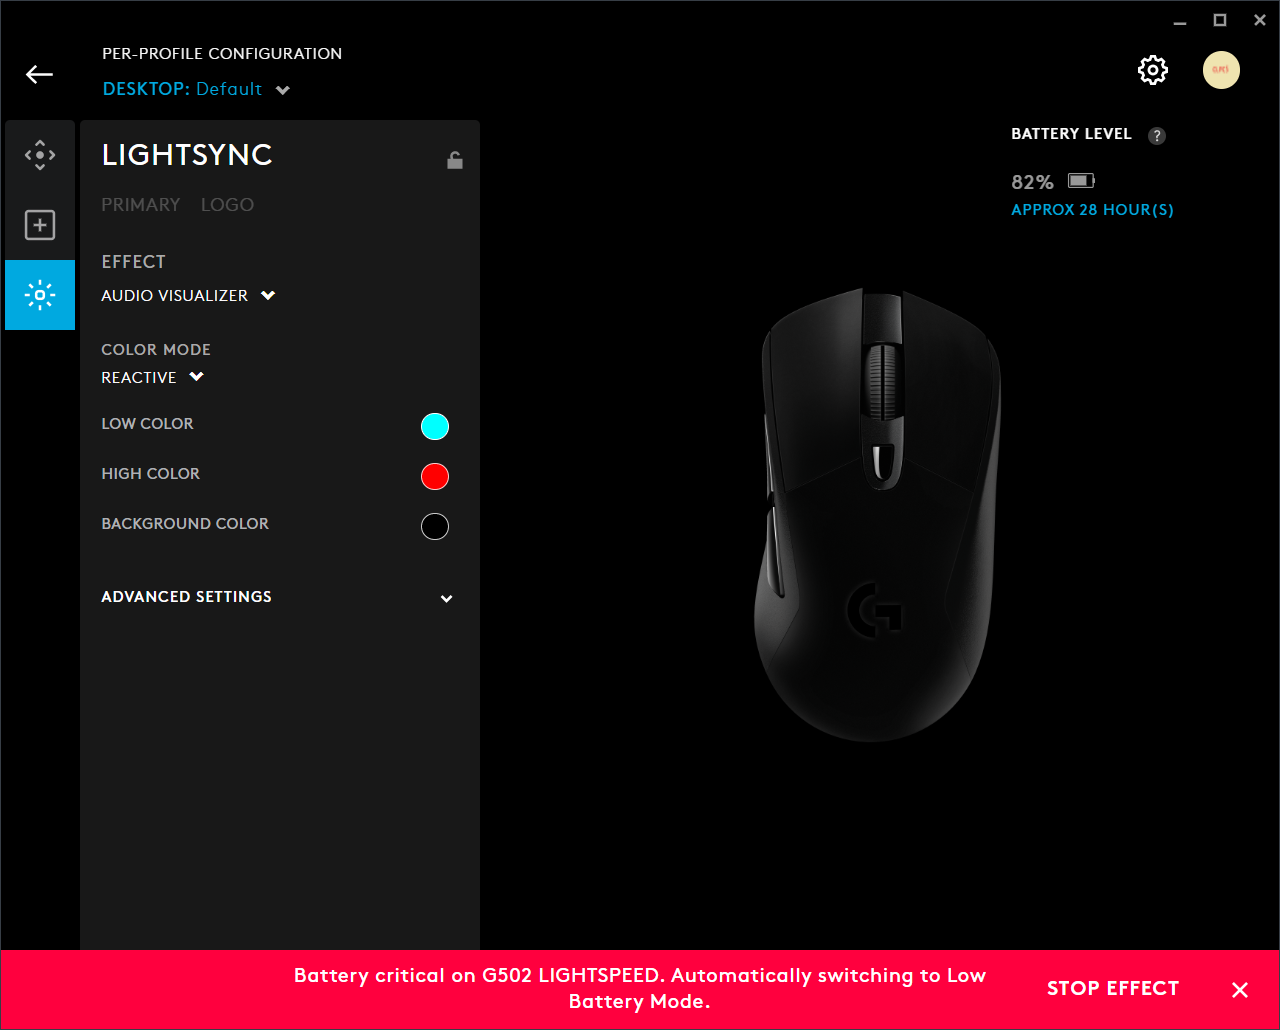 PER-PROFILE CONFIGURATION
DESKTOP: Default
LIGHTSYNC
PRIMARY LOGO
EFFECT
AUDIO VISUALIZER
COLOR MODE
REACTIVE
LOW COLOR
HIGH COLOR
BACKGROUND COLOR
ADVANCED SETTINGS
BATTERY LEVEL ?
82%
APPROX 28 HOUR(S)
Battery critical on G502 LIGHTSPEED. Automatically switching to Low
Battery Mode.
STOP EFFECT